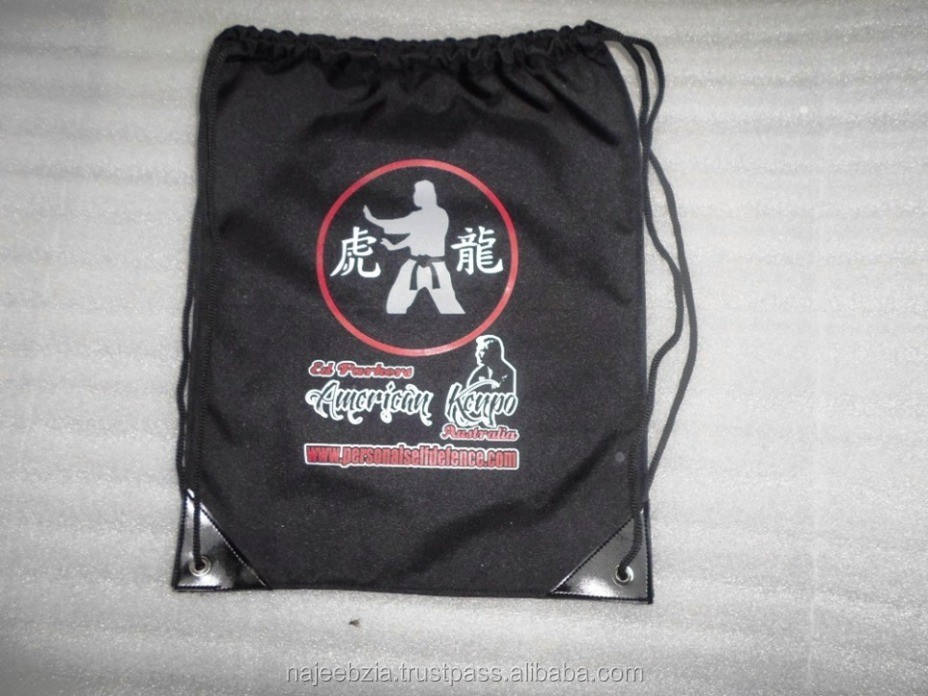 虎 龍
Ed Parkers
American Kenpo
Australia
www.personalselfdefence.com
najeebzia.trustpass.alibaba.com